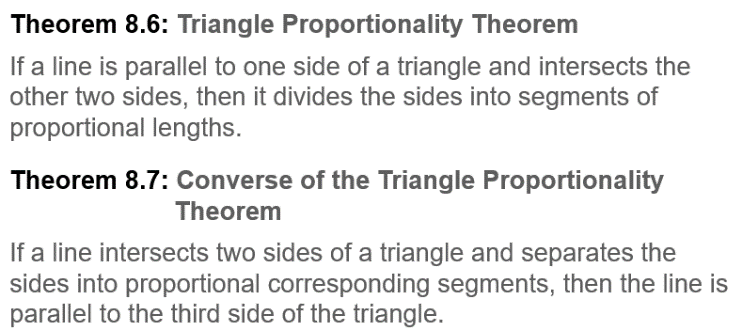 Theorem 8.6: Triangle Proportionality Theorem
If a line is parallel to one side of a triangle and intersects the
other two sides, then it divides the sides into segments of
proportional lengths.
Theorem 8.7: Converse of the Triangle Proportionality
Theorem
If a line intersects two sides of a triangle and separates the
sides into proportional corresponding segments, then the line is
parallel to the third side of the triangle.